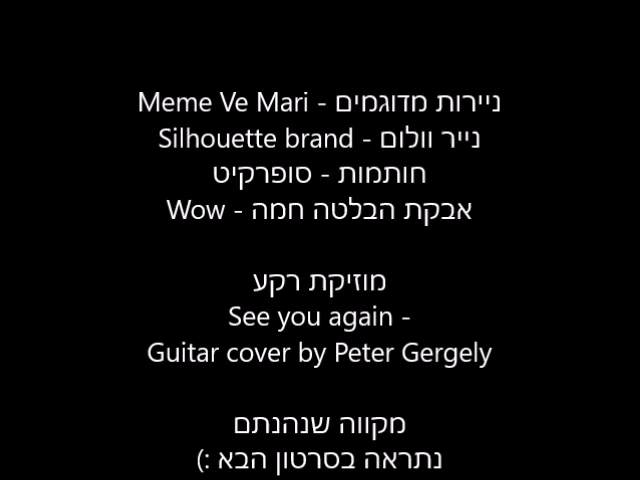 ניירות מדוגמים - Meme Ve Mari
נייר וולום - Silhouette brand
חותמות - סופרקיט
אבקת הבלטה חמה - Wow
מוזיקת רקע
See you again -
Guitar cover by Peter Gergely
מקווה שנהנתם
נתראה בסרטון הבא :)